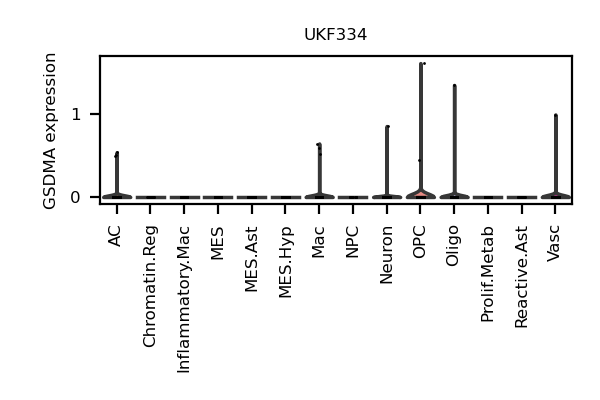 UKF334
GSDMA expression
1
0
AC
Chromatin.Reg
Inflammatory.Mac
MES
MES.Ast
MES.Hyp
Mac
NPC
Neuron
OPC
Oligo
Prolif.Metab
Reactive.Ast
Vasc